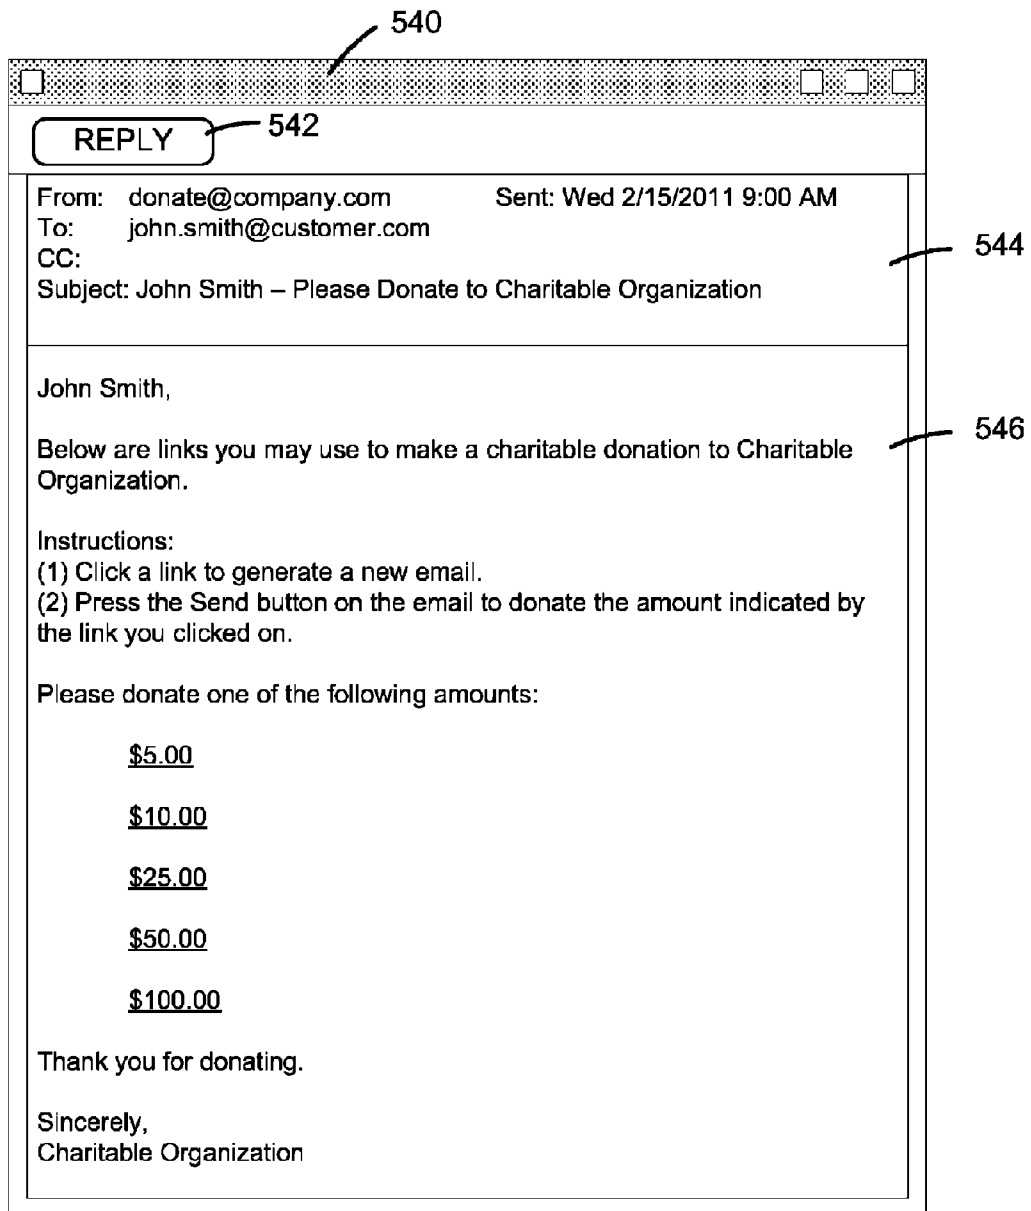 540
REPLY
542
From: donate@company.com Sent: Wed 2/15/2011 9:00 AM
To: john.smith@customer.com
544
CC:
Subject: John Smith – Please Donate to Charitable Organization
John Smith,
546
Below are links you may use to make a charitable donation to Charitable
Organization.
Instructions:
(1) Click a link to generate a new email.
(2) Press the Send button on the email to donate the amount indicated by
the link you clicked on.
Please donate one of the following amounts:
$5.00
$10.00
$25.00
$50.00
$100.00
Thank you for donating.
Sincerely,
Charitable Organization